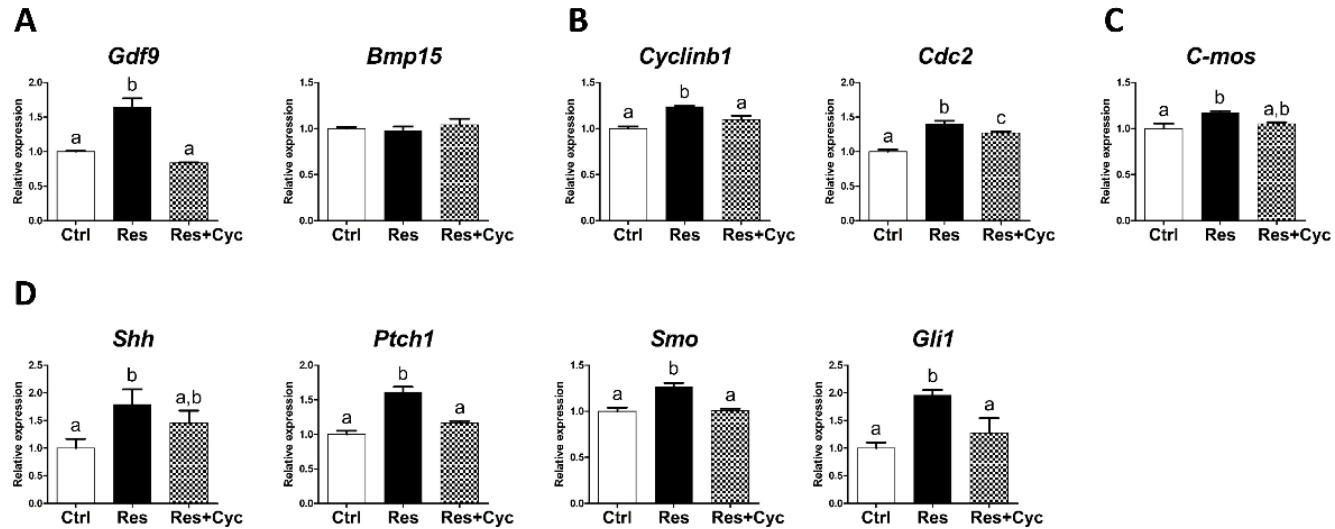 A
B
C
Gdf9
Bmp15
Cyclinb1
Cdc2
C-mos
Relative expression
2.0
1.5
1.0
0.5
0.0
a
b
a
Ctrl Res Res+Cyc
Relative expression
1.5
1.0
0.5
0.0
Ctrl Res Res+Cyc
Relative expression
1.5
1.0
0.5
0.0
a
b
a
Ctrl Res Res+Cyc
Relative expression
2.0
1.5
1.0
0.5
0.0
a
b
c
Ctrl Res Res+Cyc
Relative expression
1.5
1.0
0.5
0.0
a
b
a,b
Ctrl Res Res+Cyc
D
Shh
Ptch1
Smo
Gli1
Relative expression
2.5
2.0
1.5
1.0
0.5
0.0
a
b
a,b
Ctrl Res Res+Cyc
Relative expression
2.0
1.5
1.0
0.5
0.0
a
b
a
Ctrl Res Res+Cyc
Relative expression
1.5
1.0
0.5
0.0
a
b
a
Ctrl Res Res+Cyc
Relative expression
2.5
2.0
1.5
1.0
0.5
0.0
a
b
a
Ctrl Res Res+Cyc